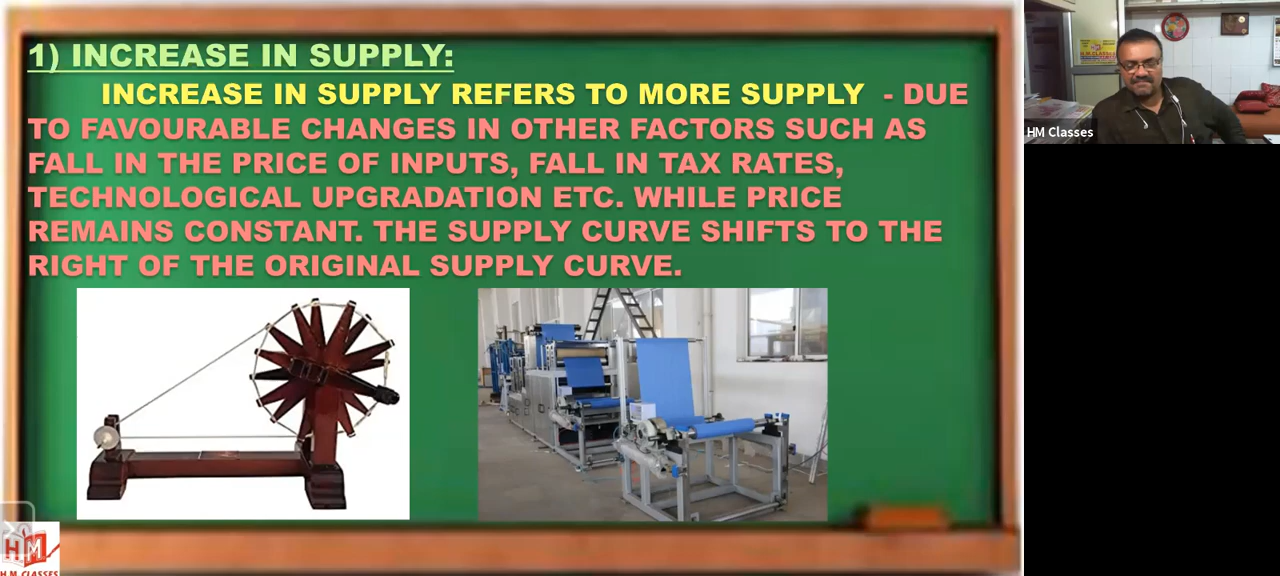 1) INCREASE IN SUPPLY:
INCREASE IN SUPPLY REFERS TO MORE SUPPLY - DUE
TO FAVOURABLE CHANGES IN OTHER FACTORS SUCH AS
FALL IN THE PRICE OF INPUTS, FALL IN TAX RATES,
TECHNOLOGICAL UPGRADATION ETC. WHILE PRICE
REMAINS CONSTANT. THE SUPPLY CURVE SHIFTS TO THE
RIGHT OF THE ORIGINAL SUPPLY CURVE.
HM Classes
HM
H.M CLASSES